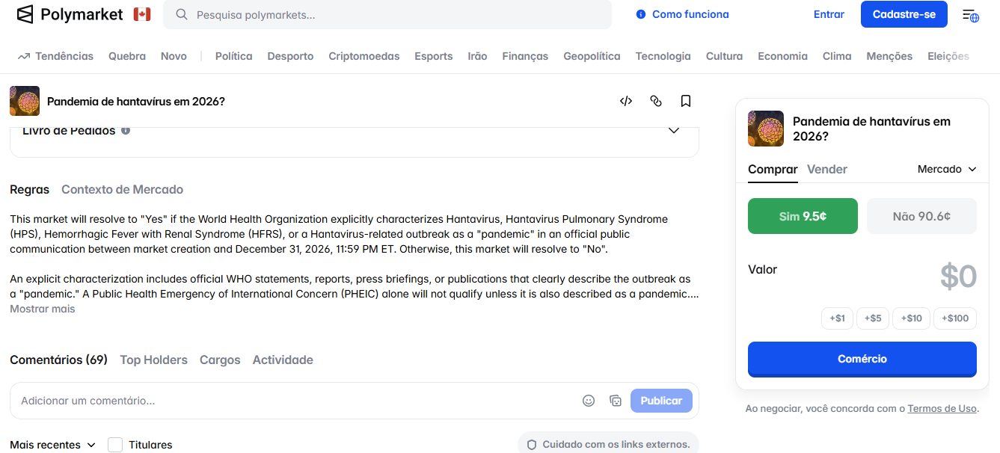 Polymarket
Pesquisa polymarkets...
Como funciona
Entrar
Cadastre-se
Tendências Quebra Novo Política Desporto Criptomoedas Esports Irão Finanças Geopolítica Tecnologia Cultura Economia Clima Menções Eleições
Pandemia de hantavírus em 2026?
Livro de Pedidos
Regras Contexto de Mercado
This market will resolve to "Yes" if the World Health Organization explicitly characterizes Hantavirus, Hantavirus Pulmonary Syndrome
(HPS), Hemorrhagic Fever with Renal Syndrome (HFRS), or a Hantavirus-related outbreak as a "pandemic" in an official public
communication between market creation and December 31, 2026, 11:59 PM ET. Otherwise, this market will resolve to "No".
An explicit characterization includes official WHO statements, reports, press briefings, or publications that clearly describe the outbreak as
a "pandemic." A Public Health Emergency of International Concern (PHEIC) alone will not qualify unless it is also described as a pandemic....
Mostrar mais
Comentários (69) Top Holders Cargos Actividade
Adicionar um comentário...
Publicar
Mais recentes
Titulares
Cuidado com os links externos.
Pandemia de hantavírus em
2026?
Comprar Vender
Mercado
Sim 9.5¢
Não 90.6¢
Valor
$0
+$1 +$5 +$10 +$100
Comércio
Ao negociar, você concorda com o Termos de Uso.